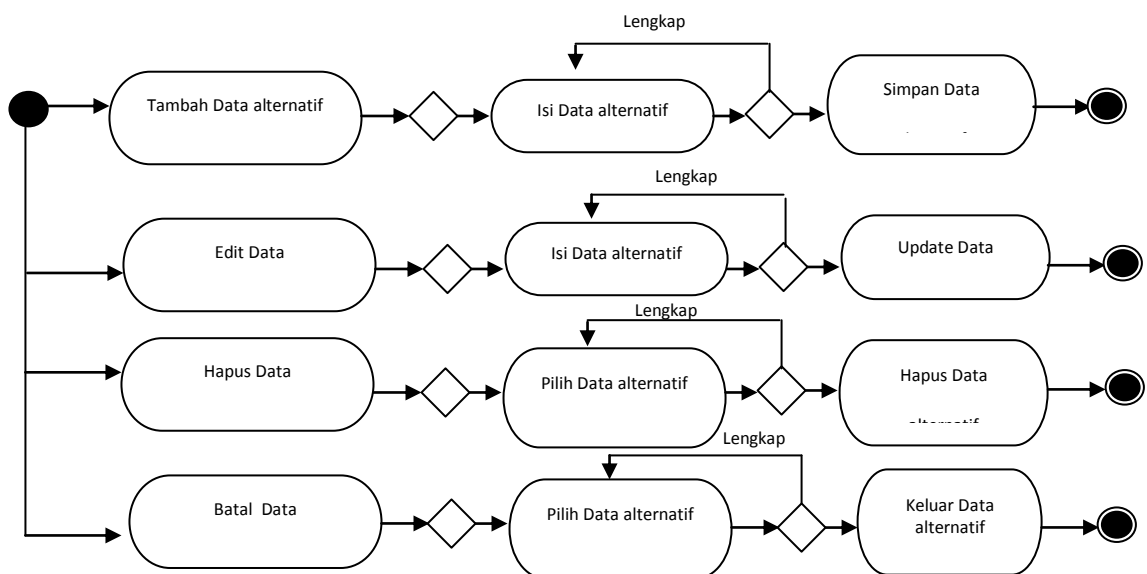 Lengkap
Tambah Data alternatif
Isi Data alternatif
Simpan Data
Lengkap
Edit Data
Isi Data alternatif
Update Data
Lengkap
Hapus Data
Pilih Data alternatif
Hapus Data
Lengkap
Batal Data
Pilih Data alternatif
Keluar Data
alternatif